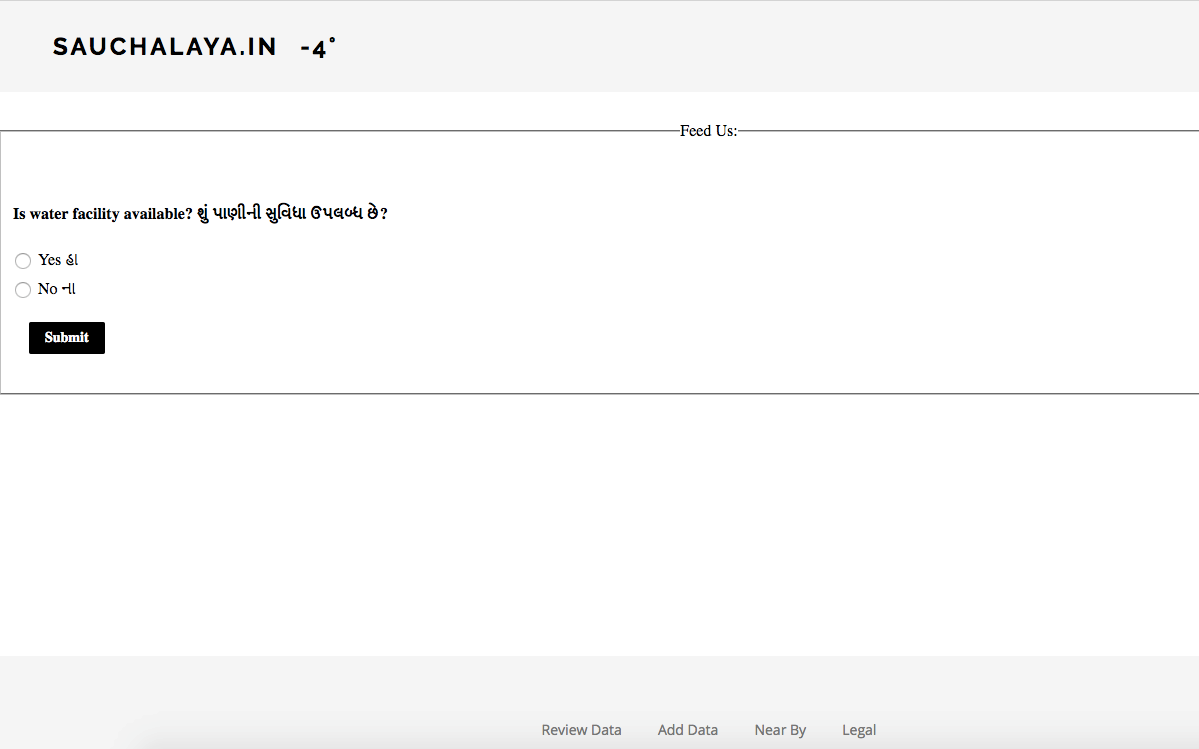 SAUCHALAYA.IN -4°
Feed Us:
Is water facility available? શું પાણીની સુવિધા ઉપલબ્ધ છે?
Yes હા
No ના
Submit
Review Data Add Data Near By Legal